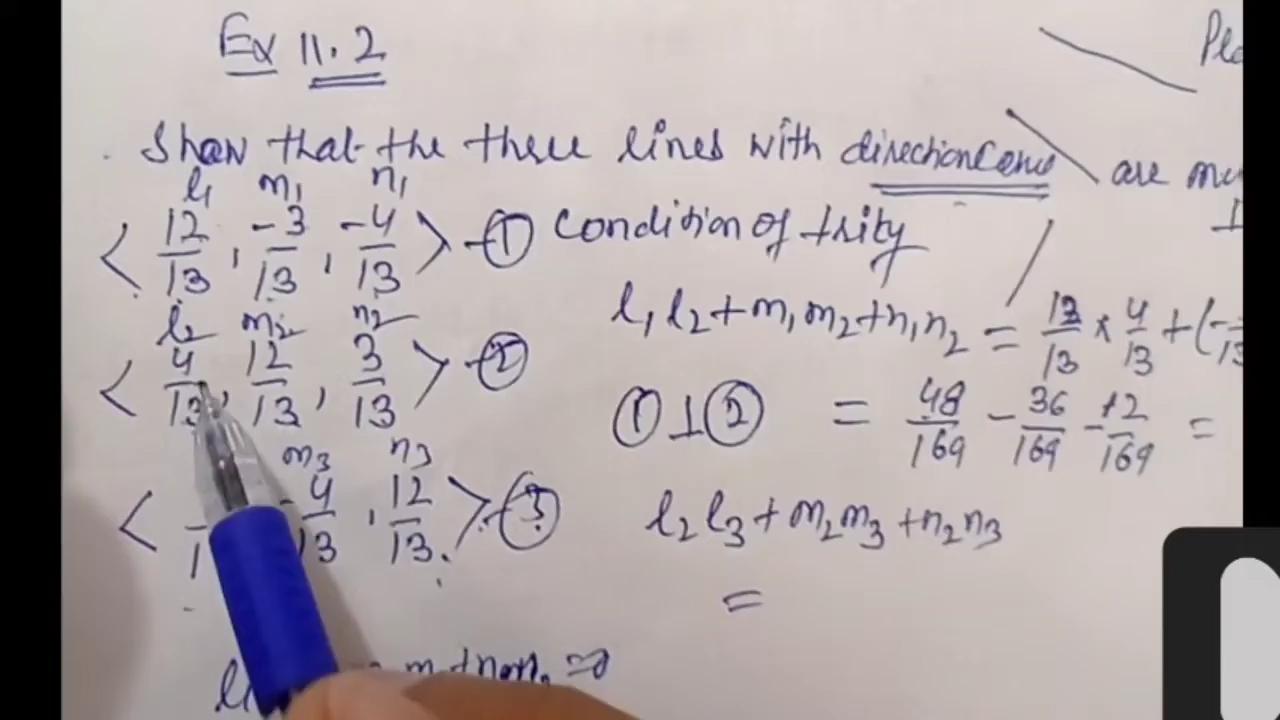 Ex 11.2
Show that the three lines with direction are
l1 m1 n1
< 12/13, -3/13, -4/13 > -①
l2 m2 n2
< 4/13, 12/13, 3/13 > -②
m3 n3
-4/13, 12/13. > -③
Condition of
l1l2 + m1m2 + n1n2 = 12/13 × 4/13 + (
① ⊥ ② = 48/169 - 36/169 - 12/169 =
l2l3 + m2m3 + n2n3
=